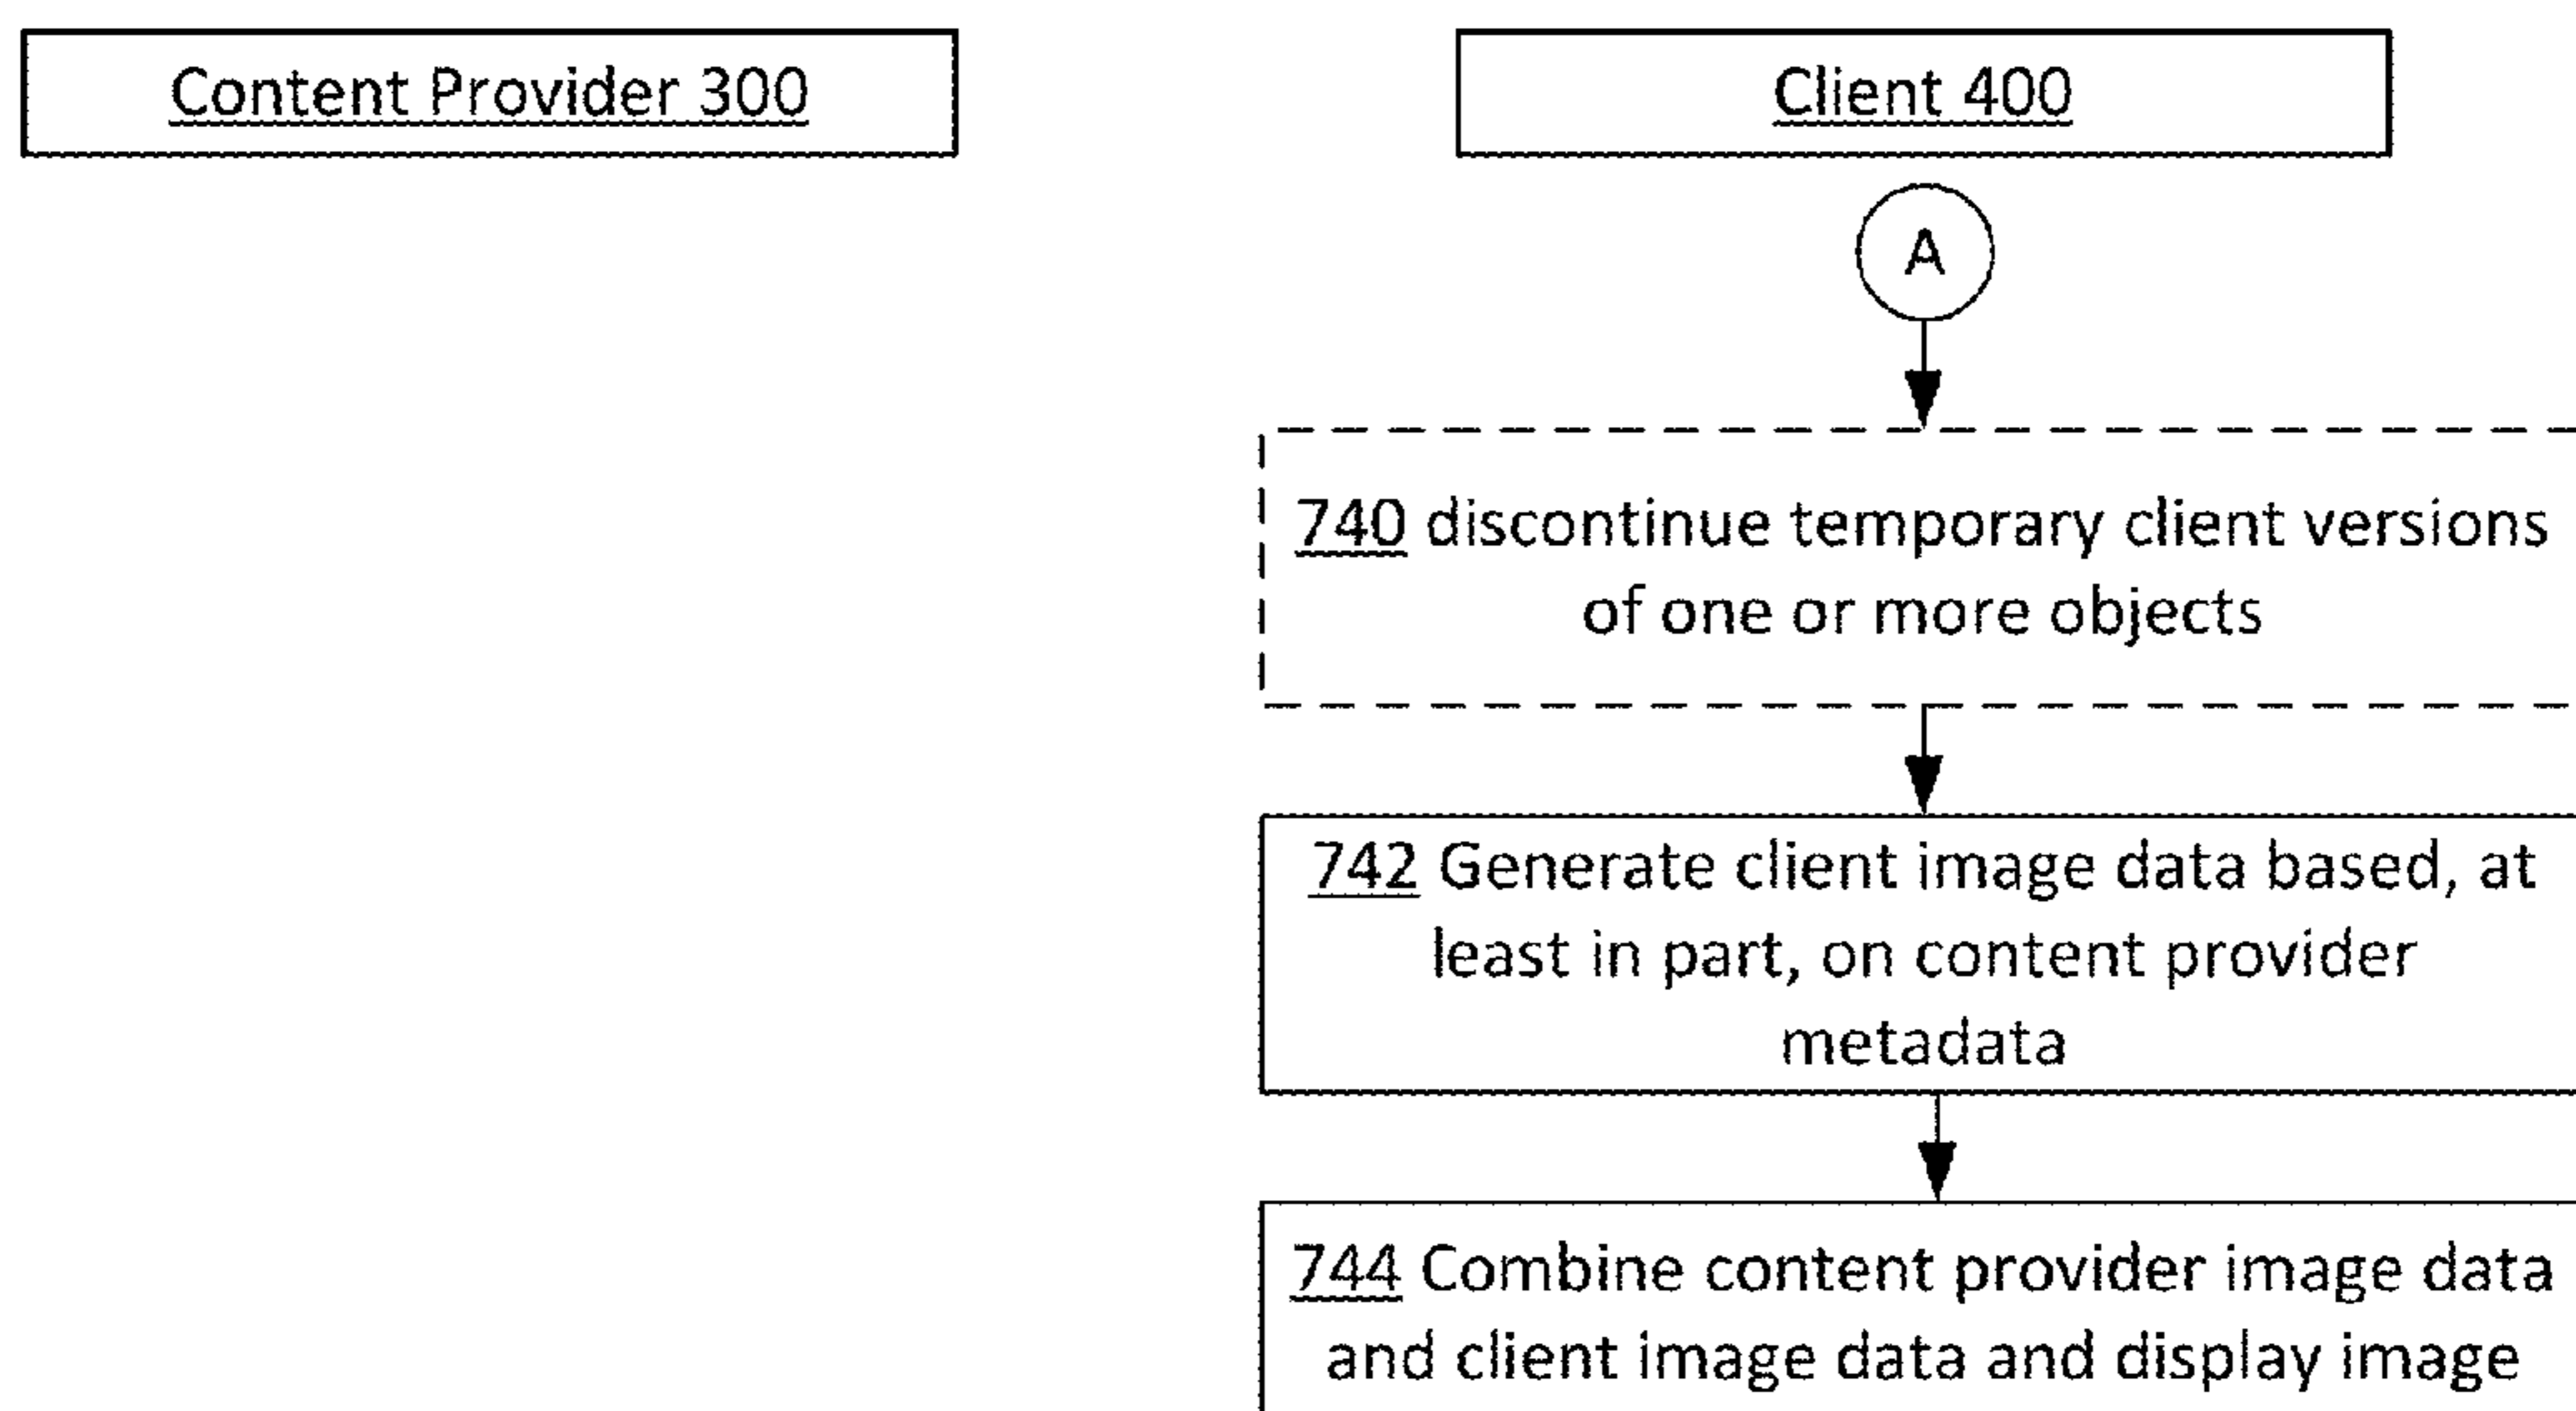 Content Provider 300
Client 400
A
740 discontinue temporary client versions
of one or more objects
742 Generate client image data based, at
least in part, on content provider
metadata
744 Combine content provider image data
and client image data and display image